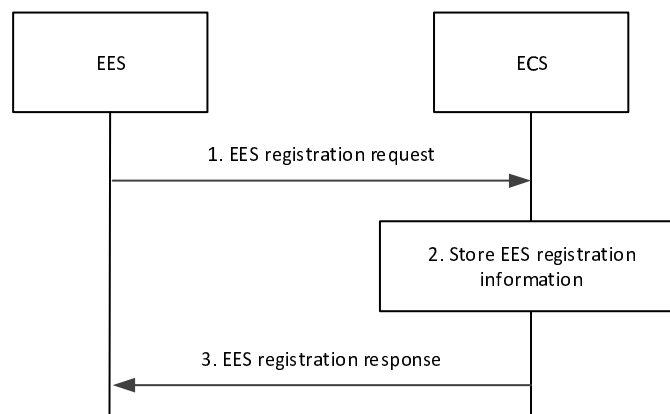 EES
ECS
1. EES registration request
2. Store EES registration
information
3. EES registration response